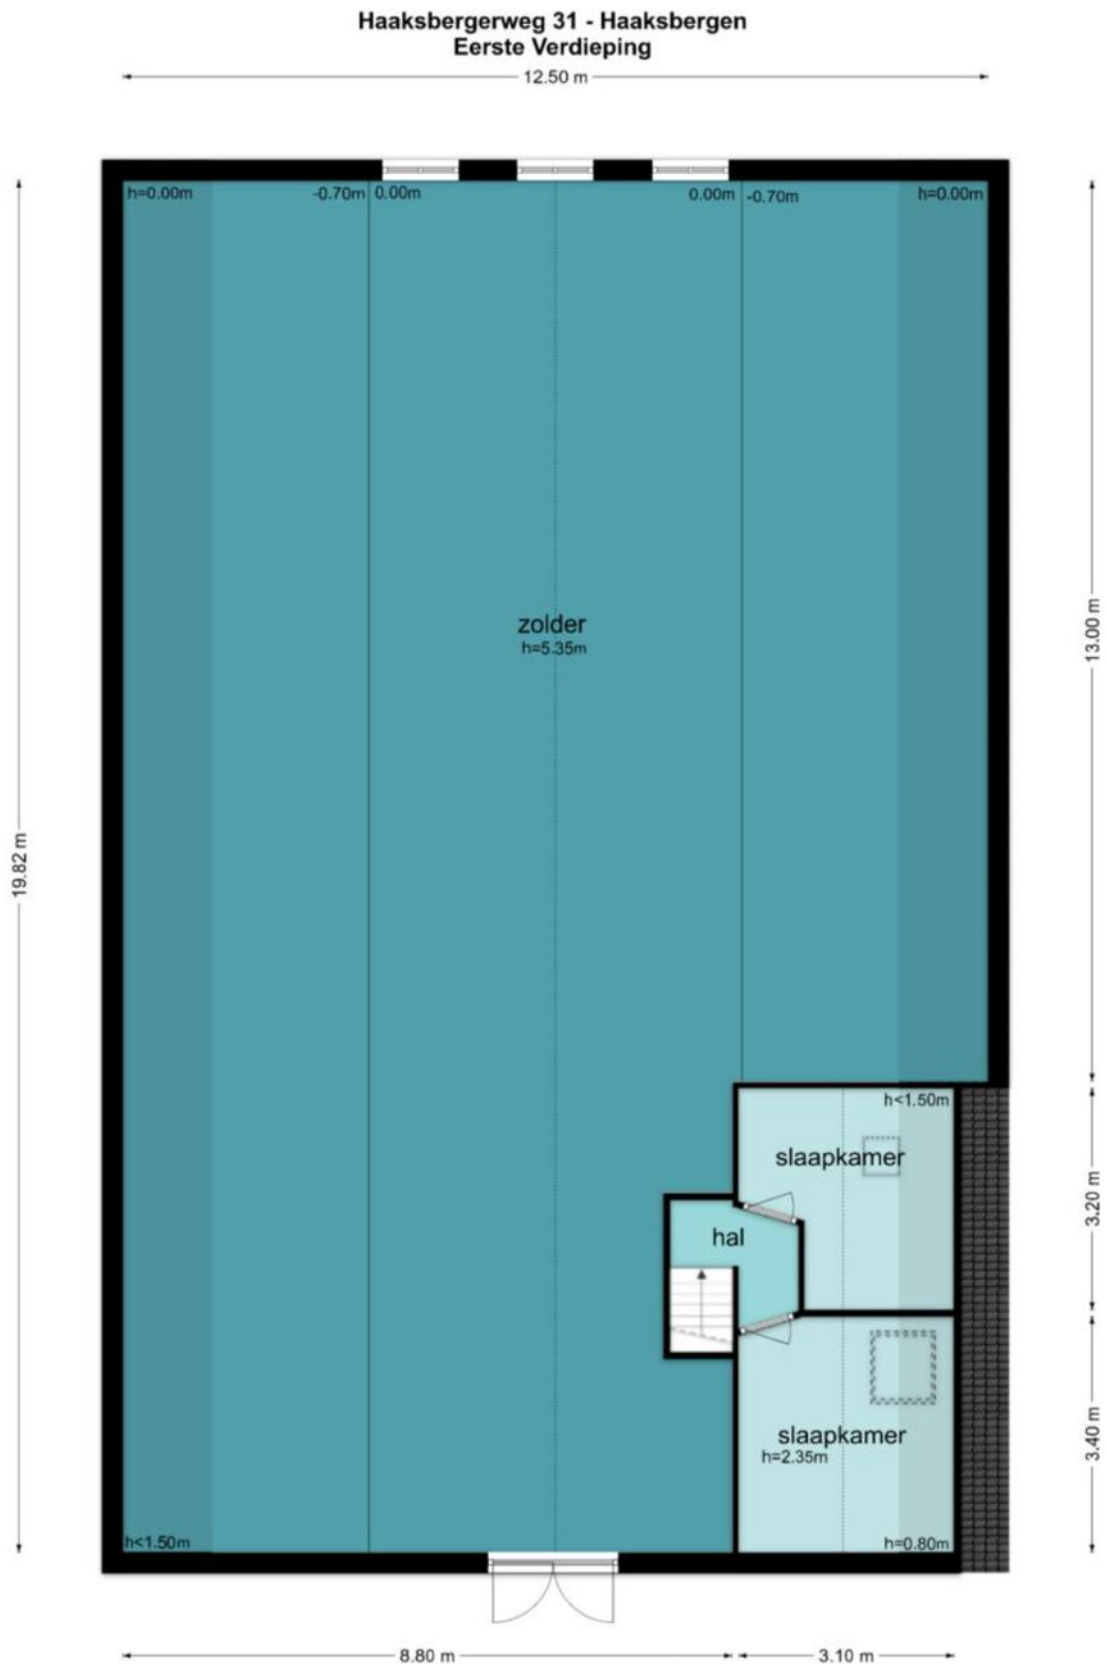 Haaksbergerweg 31 - Haaksbergen
Eerste Verdieping
12.50 m
h=0.00m
-0.70m
0.00m
0.00m
-0.70m
h=0.00m
zolder
h=5.35m
13.00 m
19.82 m
h<1.50m
slaapkamer
3.20 m
hal
slaapkamer
h=2.35m
3.40 m
h<1.50m
h=0.80m
8.80 m
3.10 m